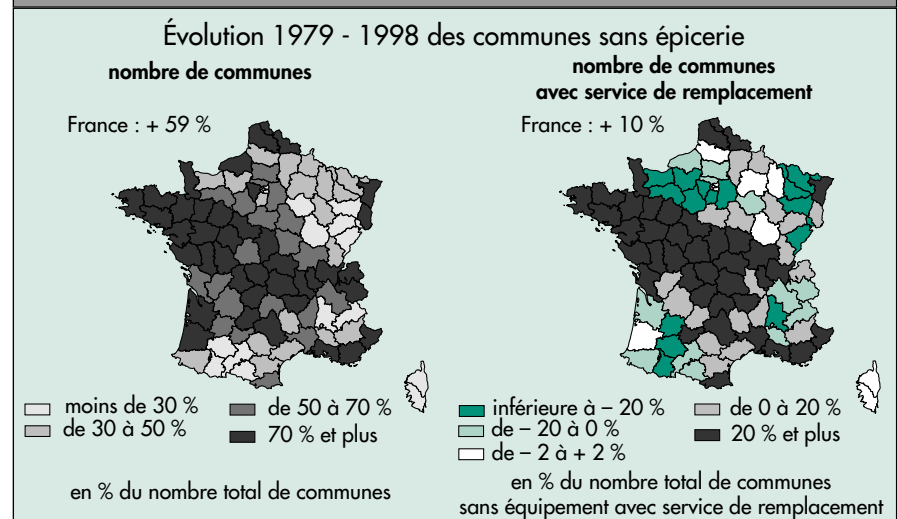 Évolution 1979 - 1998 des communes sans épicerie
nombre de communes
France : + 59 %
moins de 30 %
de 30 à 50 %
de 50 à 70 %
70 % et plus
en % du nombre total de communes
nombre de communes
avec service de remplacement
France : + 10 %
inférieure à – 20 %
de – 20 à 0 %
de – 2 à + 2 %
de 0 à 20 %
20 % et plus
en % du nombre total de communes
sans équipement avec service de remplacement